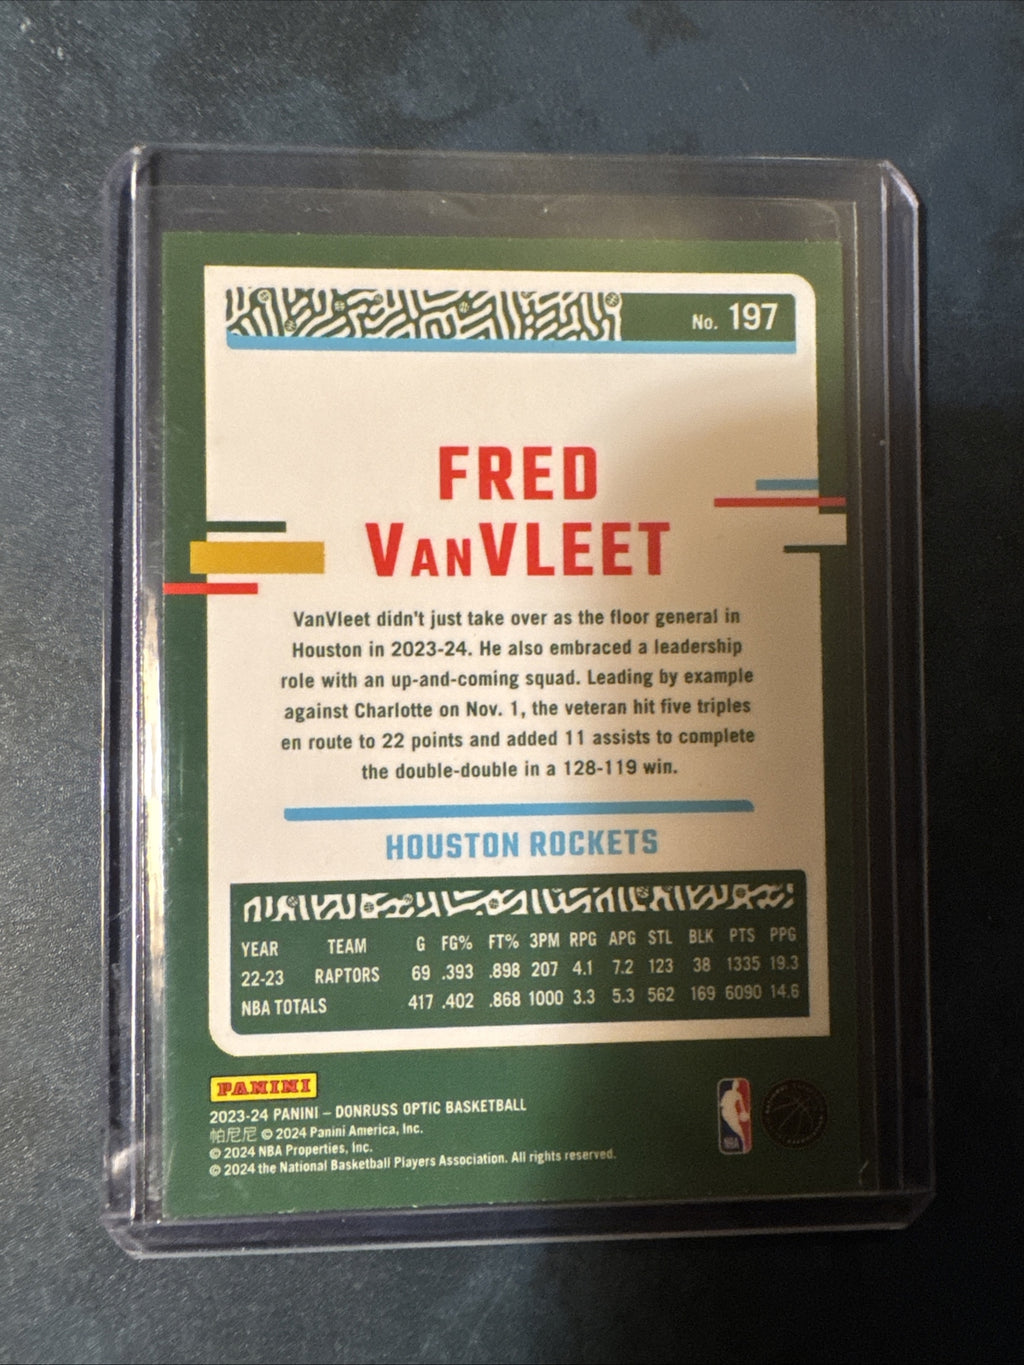 No. 197
FRED
VANVLEET
VanVleet didn't just take over as the floor general in
Houston in 2023-24. He also embraced a leadership
role with an up-and-coming squad. Leading by example
against Charlotte on Nov. 1, the veteran hit five triples
en route to 22 points and added 11 assists to complete
the double-double in a 128-119 win.
HOUSTON ROCKETS
YEAR TEAM G FG% FT% 3PM RPG APG STL BLK PTS PPG
22-23 RAPTORS 69 .393 .898 207 4.1 7.2 123 38 1335 19.3
NBA TOTALS 417 .402 .868 1000 3.3 5.3 562 169 6090 14.6
PANINI
2023-24 PANINI – DONRUSS OPTIC BASKETBALL
帕尼尼 © 2024 Panini America, Inc.
© 2024 NBA Properties, Inc.
© 2024 the National Basketball Players Association. All rights reserved.
NBA